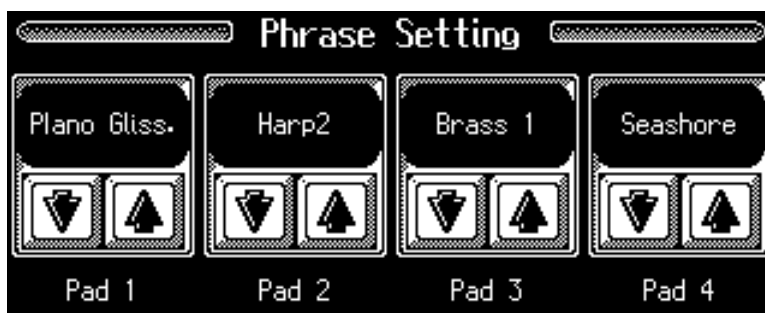 Phrase Setting
Piano Gliss. Harp2 Brass 1 Seashore
Pad 1 Pad 2 Pad 3 Pad 4